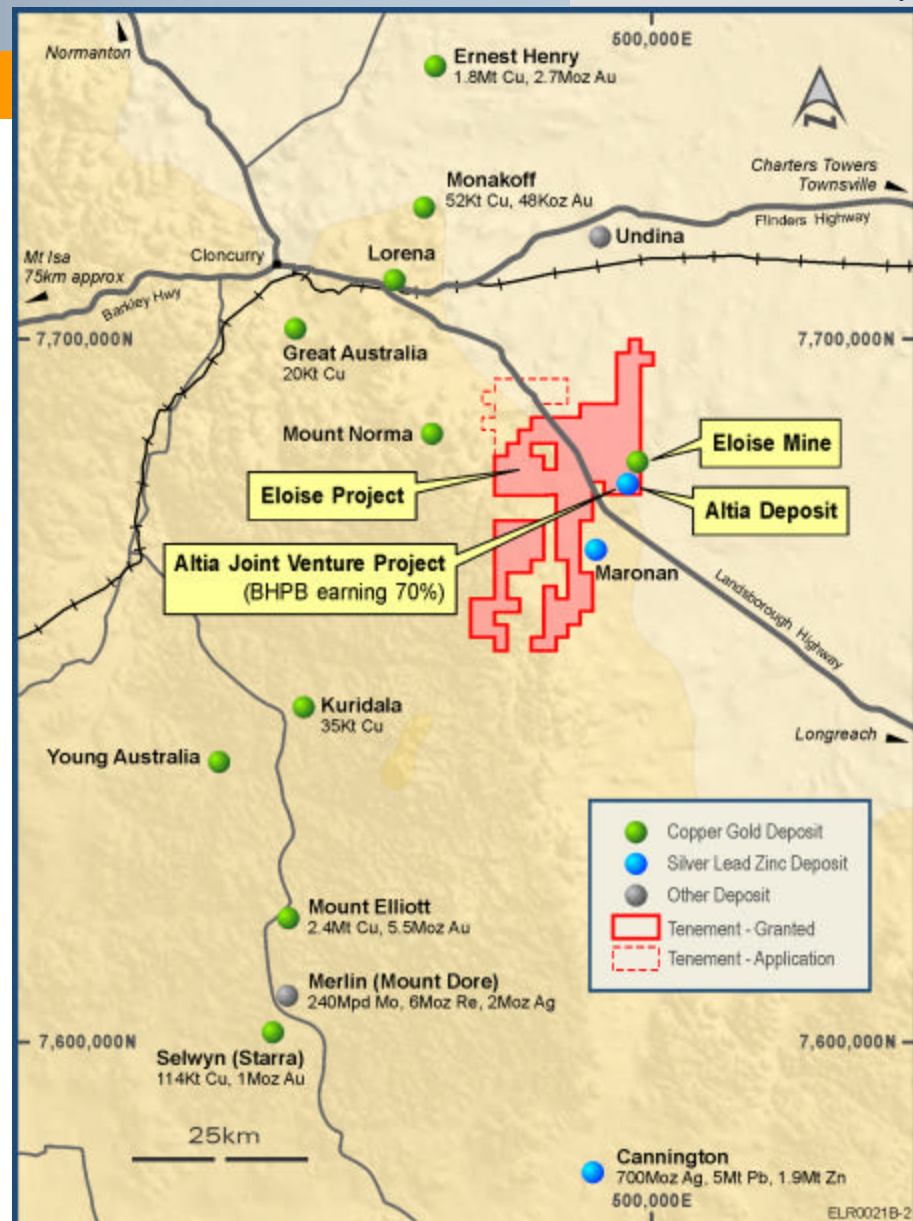 500,000E
Normanton
Ernest Henry
1.8Mt Cu, 2.7Moz Au
Charters Towers
Townsville
Monakoff
52Kt Cu, 48Koz Au
Flinders Highway
Undina
Cloncurry
Lorena
Mt Isa
75km approx
Barkley Hwy
7,700,000N
7,700,000N
Great Australia
20Kt Cu
Mount Norma
Eloise Mine
Eloise Project
Altia Deposit
Altia Joint Venture Project
(BHPB earning 70%)
Maronan
Landsborough Highway
Kuridala
35Kt Cu
Longreach
Young Australia
Copper Gold Deposit
Silver Lead Zinc Deposit
Other Deposit
Tenement - Granted
Tenement - Application
Mount Elliott
2.4Mt Cu, 5.5Moz Au
Merlin (Mount Dore)
240Mpd Mo, 6Moz Re, 2Moz Ag
7,600,000N
7,600,000N
Selwyn (Starra)
114Kt Cu, 1Moz Au
25km
Cannington
700Moz Ag, 5Mt Pb, 1.9Mt Zn
500,000E
ELR0021B-2